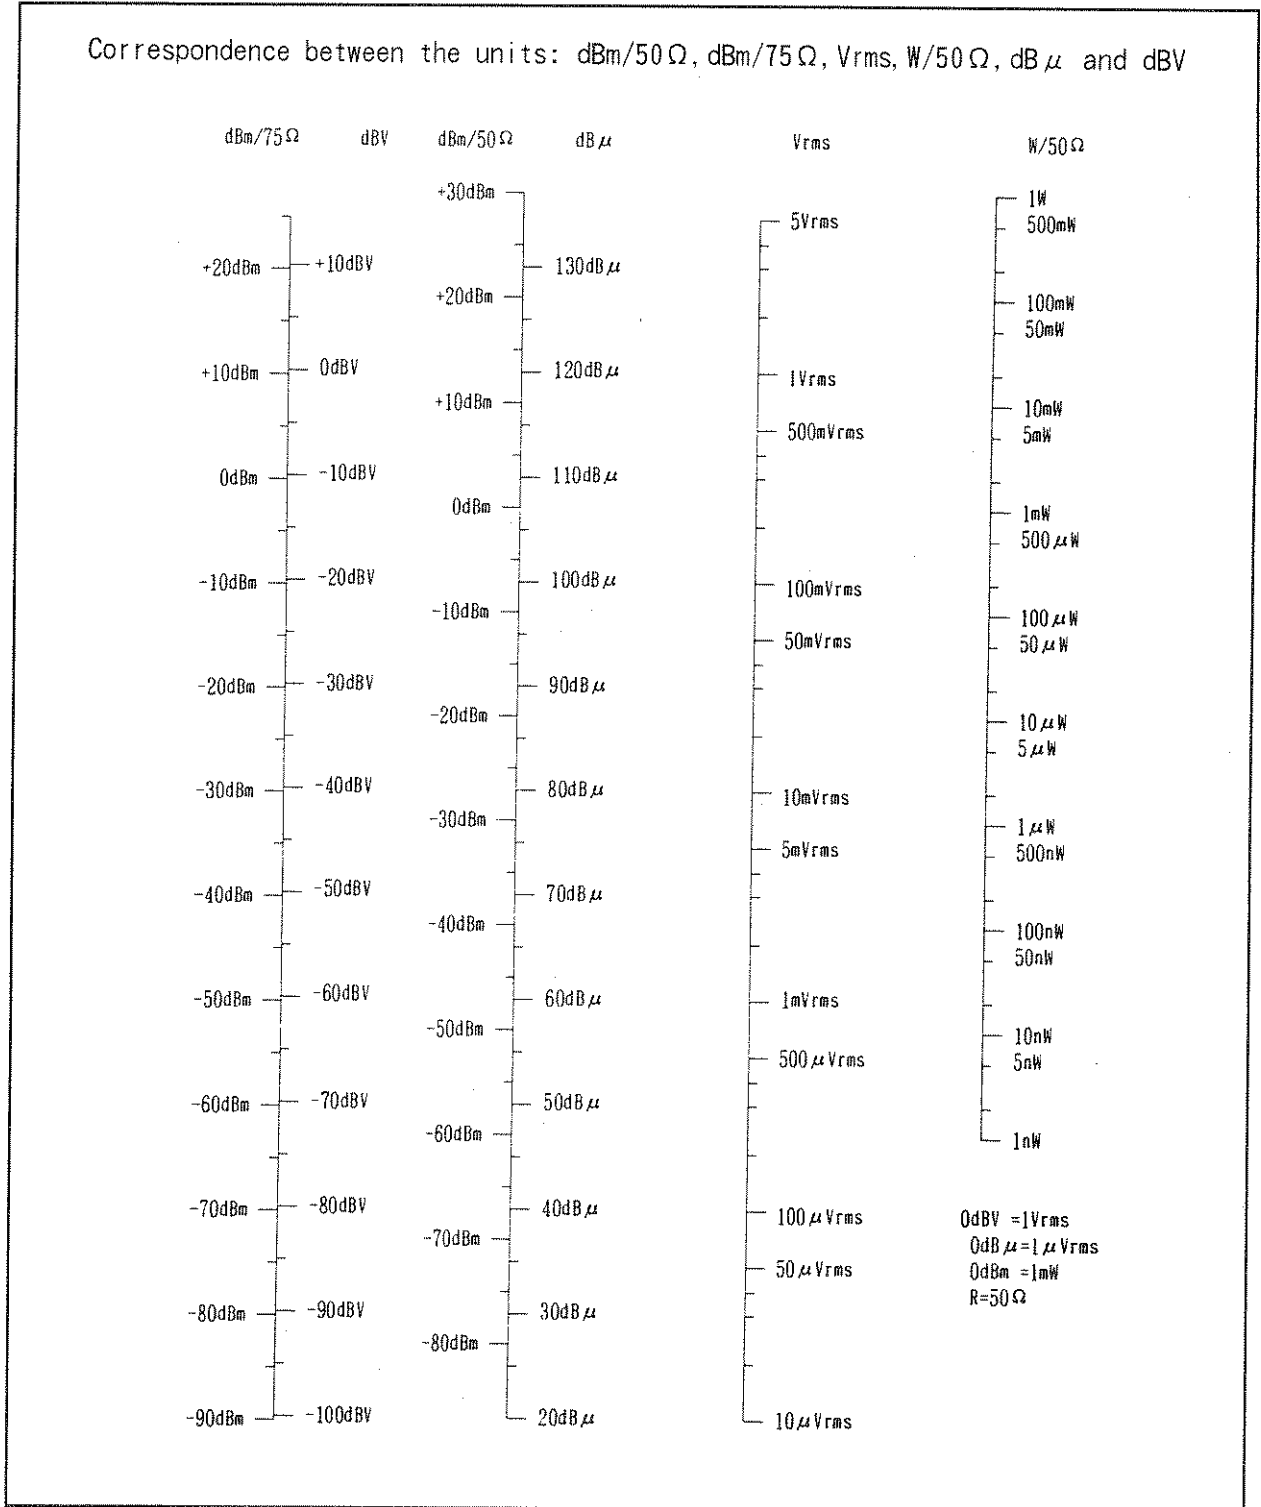 Correspondence between the units: dBm/50Ω, dBm/75Ω, Vrms, W/50Ω, dBμ and dBV
dBm/75Ω dBV dBm/50Ω dBμ Vrms W/50Ω
+30dBm 1W
5Vrms 500mW
+20dBm +10dBV 130dBμ
+20dBm 100mW
50mW
+10dBm 0dBV 120dBμ 1Vrms
+10dBm 10mW
500mVrms 5mW
0dBm -10dBV 110dBμ
0dBm 1mW
500μW
-10dBm -20dBV 100dBμ 100mVrms
-10dBm 100μW
50mVrms 50μW
-20dBm -30dBV 90dBμ
-20dBm 10μW
5μW
-30dBm -40dBV 80dBμ 10mVrms
-30dBm 1μW
5mVrms 500nW
-40dBm -50dBV 70dBμ
-40dBm 100nW
50nW
-50dBm -60dBV 60dBμ 1mVrms
-50dBm 10nW
500μVrms 5nW
-60dBm -70dBV 50dBμ
-60dBm 1nW
-70dBm -80dBV 40dBμ 100μVrms
-70dBm
50μVrms
-80dBm -90dBV 30dBμ
-80dBm
-90dBm -100dBV 20dBμ 10μVrms
0dBV =1Vrms
0dBμ=1μVrms
0dBm =1mW
R=50Ω